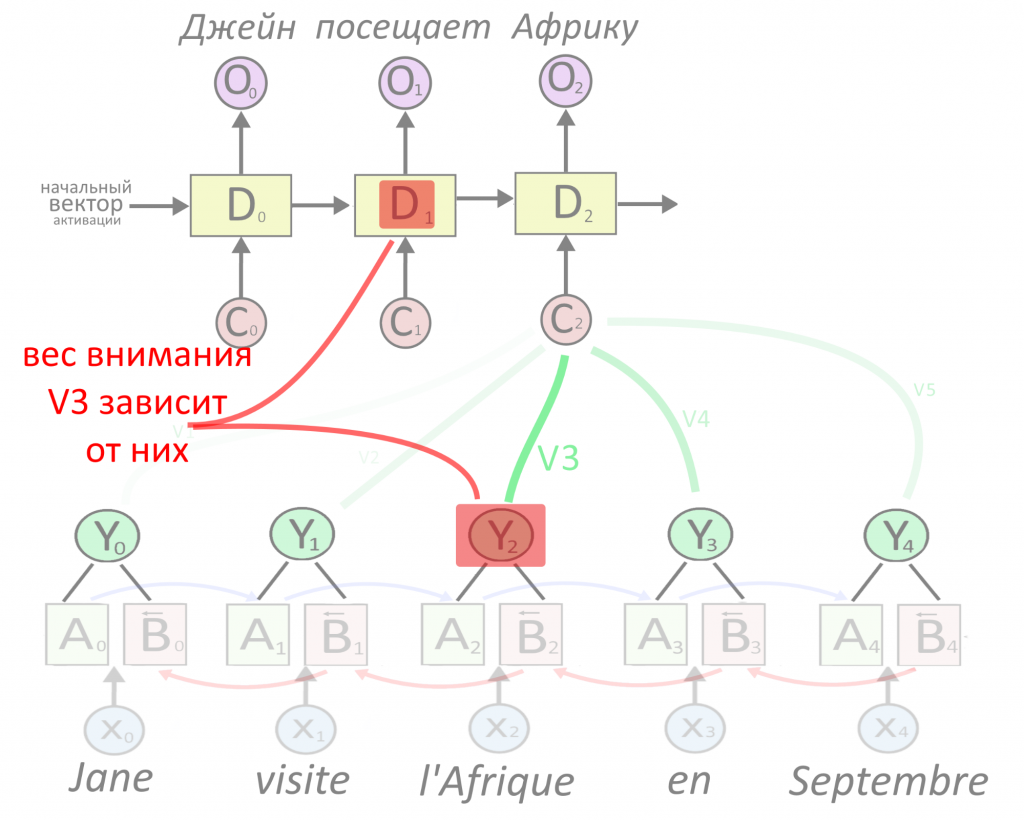 Джейн посещает Африку
O0 O1 O2
начальный
вектор
активации
D0 D1 D2
C0 C1 C2
вес внимания
V3 зависит
от них
V1 V2 V3 V4 V5
Y0 Y1 Y2 Y3 Y4
A0 B0 A1 B1 A2 B2 A3 B3 A4 B4
x0 x1 x2 x3 x4
Jane visite l'Afrique en Septembre